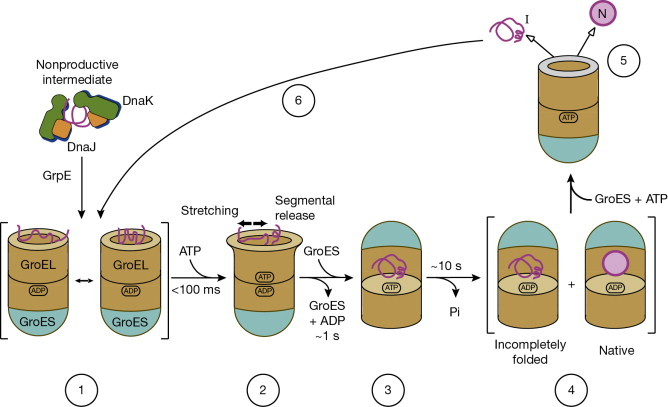 I
N
Nonproductive
intermediate
DnaK
DnaJ
GrpE
ATP
5
6
GroES + ATP
Stretching
Segmental
release
GroEL
GroEL
ATP
<100 ms
GroES
~10 s
ADP
ADP
ATP
ADP
ATP
ADP
ADP
+
GroES
GroES
GroES
+ ADP
~1 s
Pi
Incompletely
folded
Native
1
2
3
4